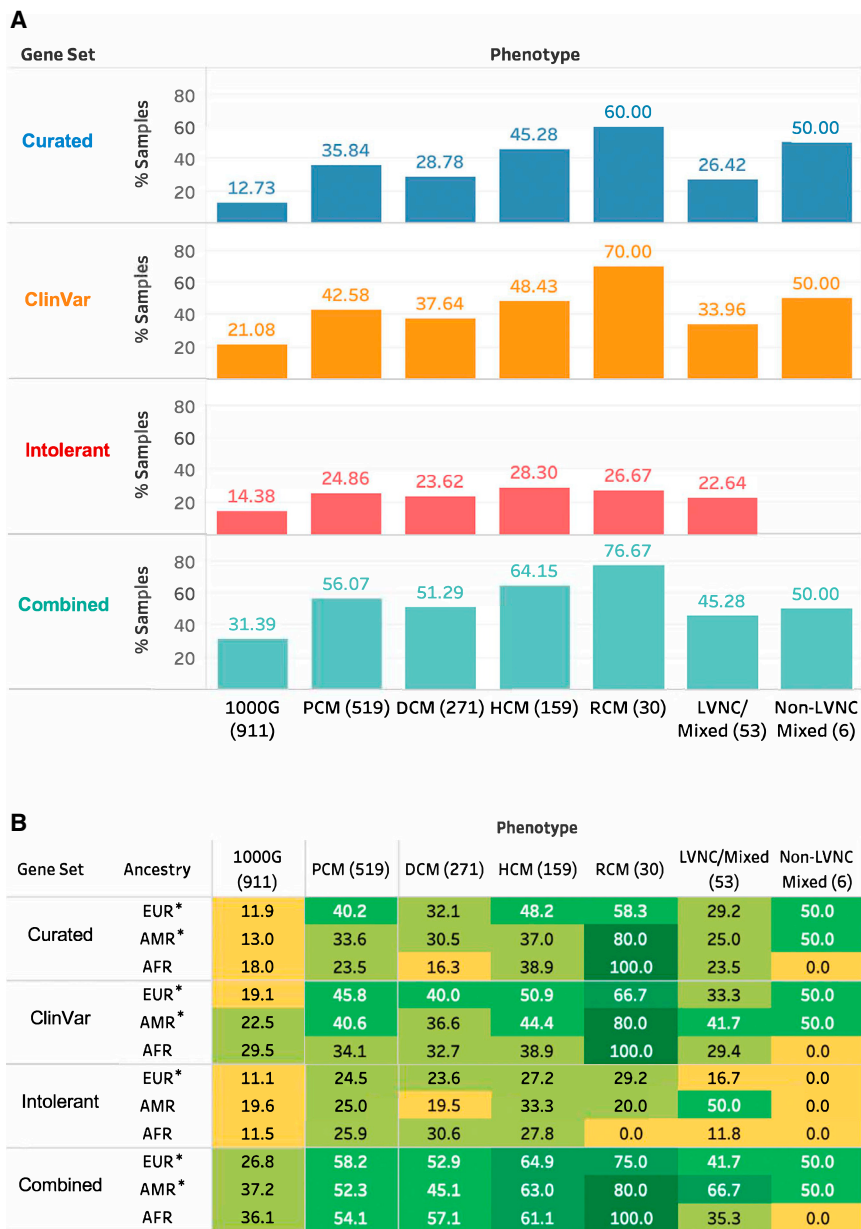 A
Gene Set Phenotype
Curated
% Samples
80
60
40
20
12.73 35.84 28.78 45.28 60.00 26.42 50.00
ClinVar
% Samples
80
60
40
20
21.08 42.58 37.64 48.43 70.00 33.96 50.00
Intolerant
% Samples
80
60
40
20
14.38 24.86 23.62 28.30 26.67 22.64
Combined
% Samples
80
60
40
20
31.39 56.07 51.29 64.15 76.67 45.28 50.00
1000G PCM (519) DCM (271) HCM (159) RCM (30) LVNC/ Non-LVNC
(911) Mixed (53) Mixed (6)
B
Phenotype
Gene Set Ancestry 1000G (911) PCM (519) DCM (271) HCM (159) RCM (30) LVNC/Mixed (53) Non-LVNC Mixed (6)
Curated
EUR* 11.9 40.2 32.1 48.2 58.3 29.2 50.0
AMR* 13.0 33.6 30.5 37.0 80.0 25.0 50.0
AFR 18.0 23.5 16.3 38.9 100.0 23.5 0.0
ClinVar
EUR* 19.1 45.8 40.0 50.9 66.7 33.3 50.0
AMR* 22.5 40.6 36.6 44.4 80.0 41.7 50.0
AFR 29.5 34.1 32.7 38.9 100.0 29.4 0.0
Intolerant
EUR* 11.1 24.5 23.6 27.2 29.2 16.7 0.0
AMR 19.6 25.0 19.5 33.3 20.0 50.0 0.0
AFR 11.5 25.9 30.6 27.8 0.0 11.8 0.0
Combined
EUR* 26.8 58.2 52.9 64.9 75.0 41.7 50.0
AMR* 37.2 52.3 45.1 63.0 80.0 66.7 50.0
AFR 36.1 54.1 57.1 61.1 100.0 35.3 0.0